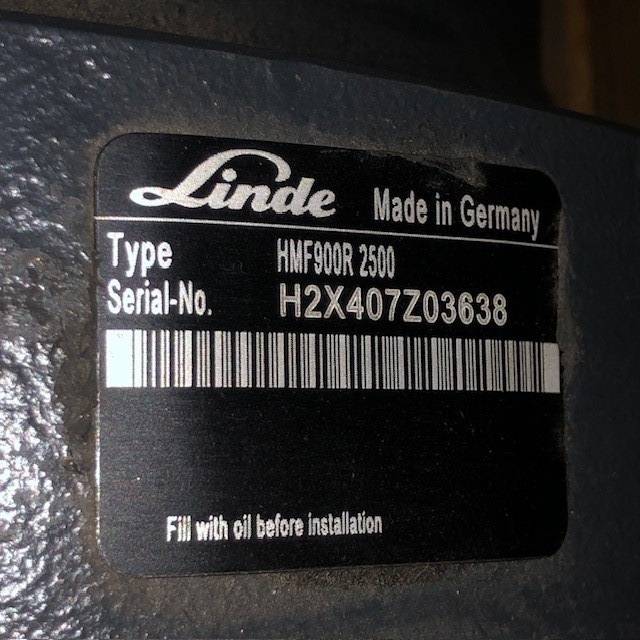 Linde Made in Germany
Type HMF900R 2500
Serial-No. H2X407Z03638
Fill with oil before installation